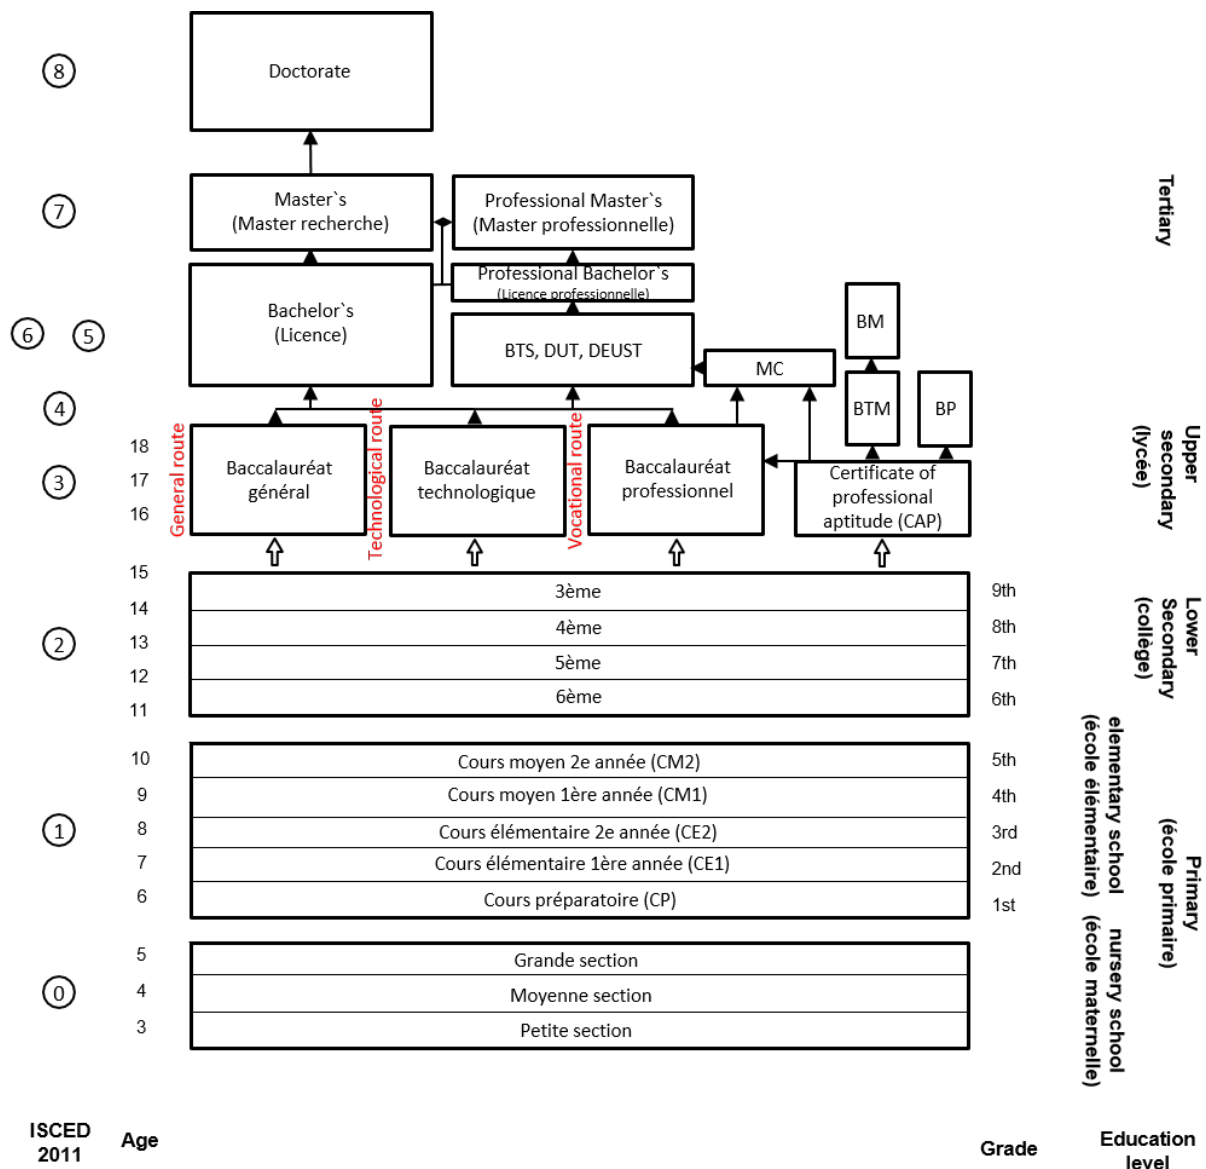 8
Doctorate
7
Master`s
(Master recherche)
Professional Master`s
(Master professionnelle)
Tertiary
6
5
Bachelor`s
(Licence)
Professional Bachelor`s
(Licence professionnelle)
BTS, DUT, DEUST
MC
BM
4
BTM
BP
General route
Technological route
Vocational route
18
3
17
16
Baccalauréat
général
Baccalauréat
technologique
Baccalauréat
professionnel
Certificate of
professional
aptitude (CAP)
Upper
secondary
(lycée)
15
3ème
9th
14
4ème
8th
2
13
5ème
7th
12
6ème
6th
11
Lower
Secondary
(collège)
10
Cours moyen 2e année (CM2)
5th
9
Cours moyen 1ère année (CM1)
4th
1
8
Cours élémentaire 2e année (CE2)
3rd
7
Cours élémentaire 1ère année (CE1)
2nd
6
Cours préparatoire (CP)
1st
elementary school
(école élémentaire)
Primary
(école primaire)
5
Grande section
0
4
Moyenne section
3
Petite section
nursery school
(école maternelle)
ISCED
2011
Age
Grade
Education
level